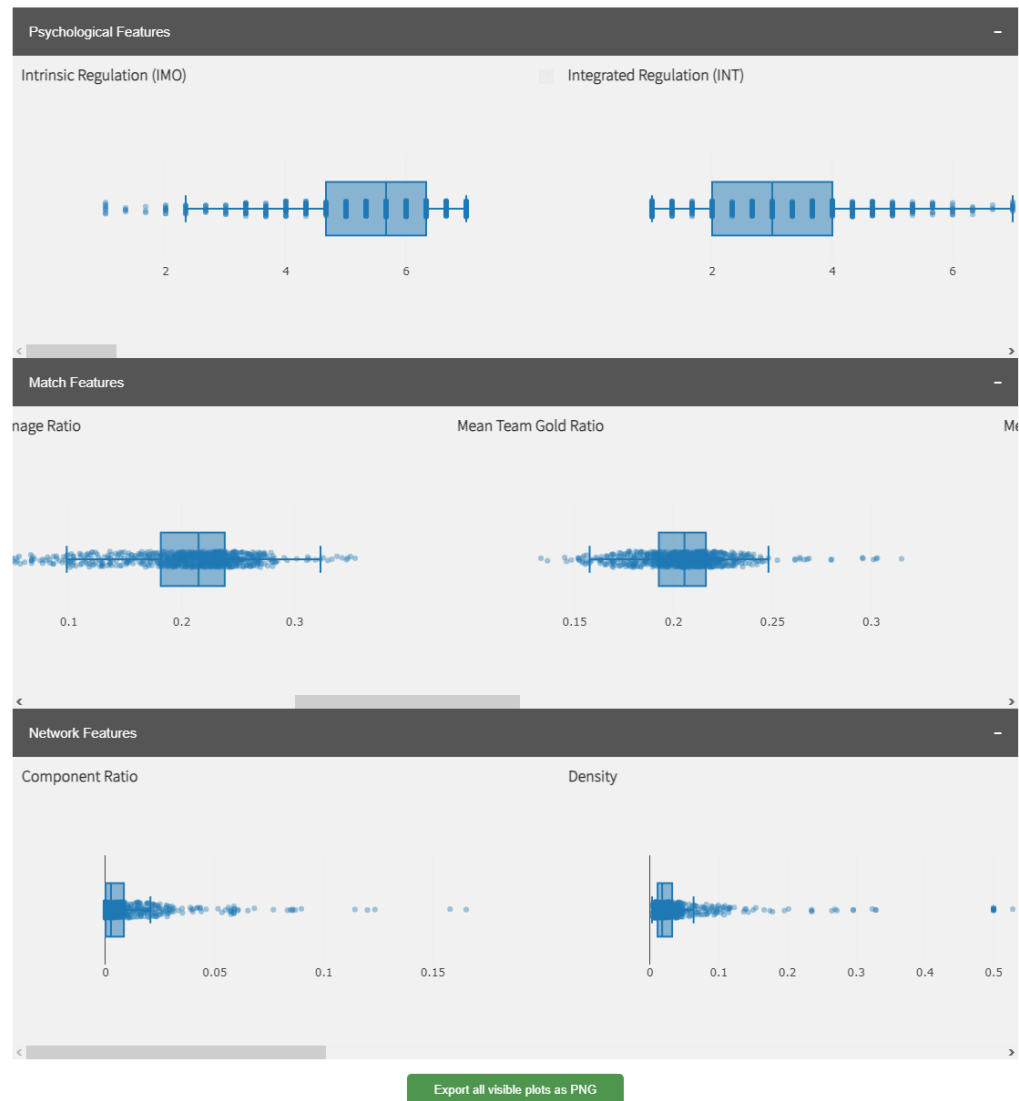 Psychological Features −
Intrinsic Regulation (IMO) Integrated Regulation (INT)
2 4 6 2 4 6
Match Features −
nage Ratio Mean Team Gold Ratio Me
0.1 0.2 0.3 0.15 0.2 0.25 0.3
Network Features −
Component Ratio Density
0 0.05 0.1 0.15 0 0.1 0.2 0.3 0.4 0.5
Export all visible plots as PNG